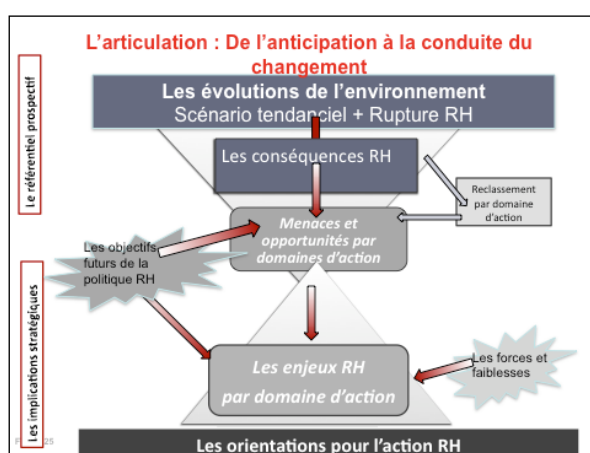 L'articulation : De l'anticipation à la conduite du
changement
Le référentiel prospectif
Les évolutions de l'environnement
Scénario tendanciel + Rupture RH
Les conséquences RH
Reclassement
par domaine
d'action
Menaces et
opportunités par
domaines d'action
Les objectifs
futurs de la
politique RH
Les implications stratégiques
Les enjeux RH
par domaine d'action
Les forces et
faiblesses
25
Les orientations pour l'action RH